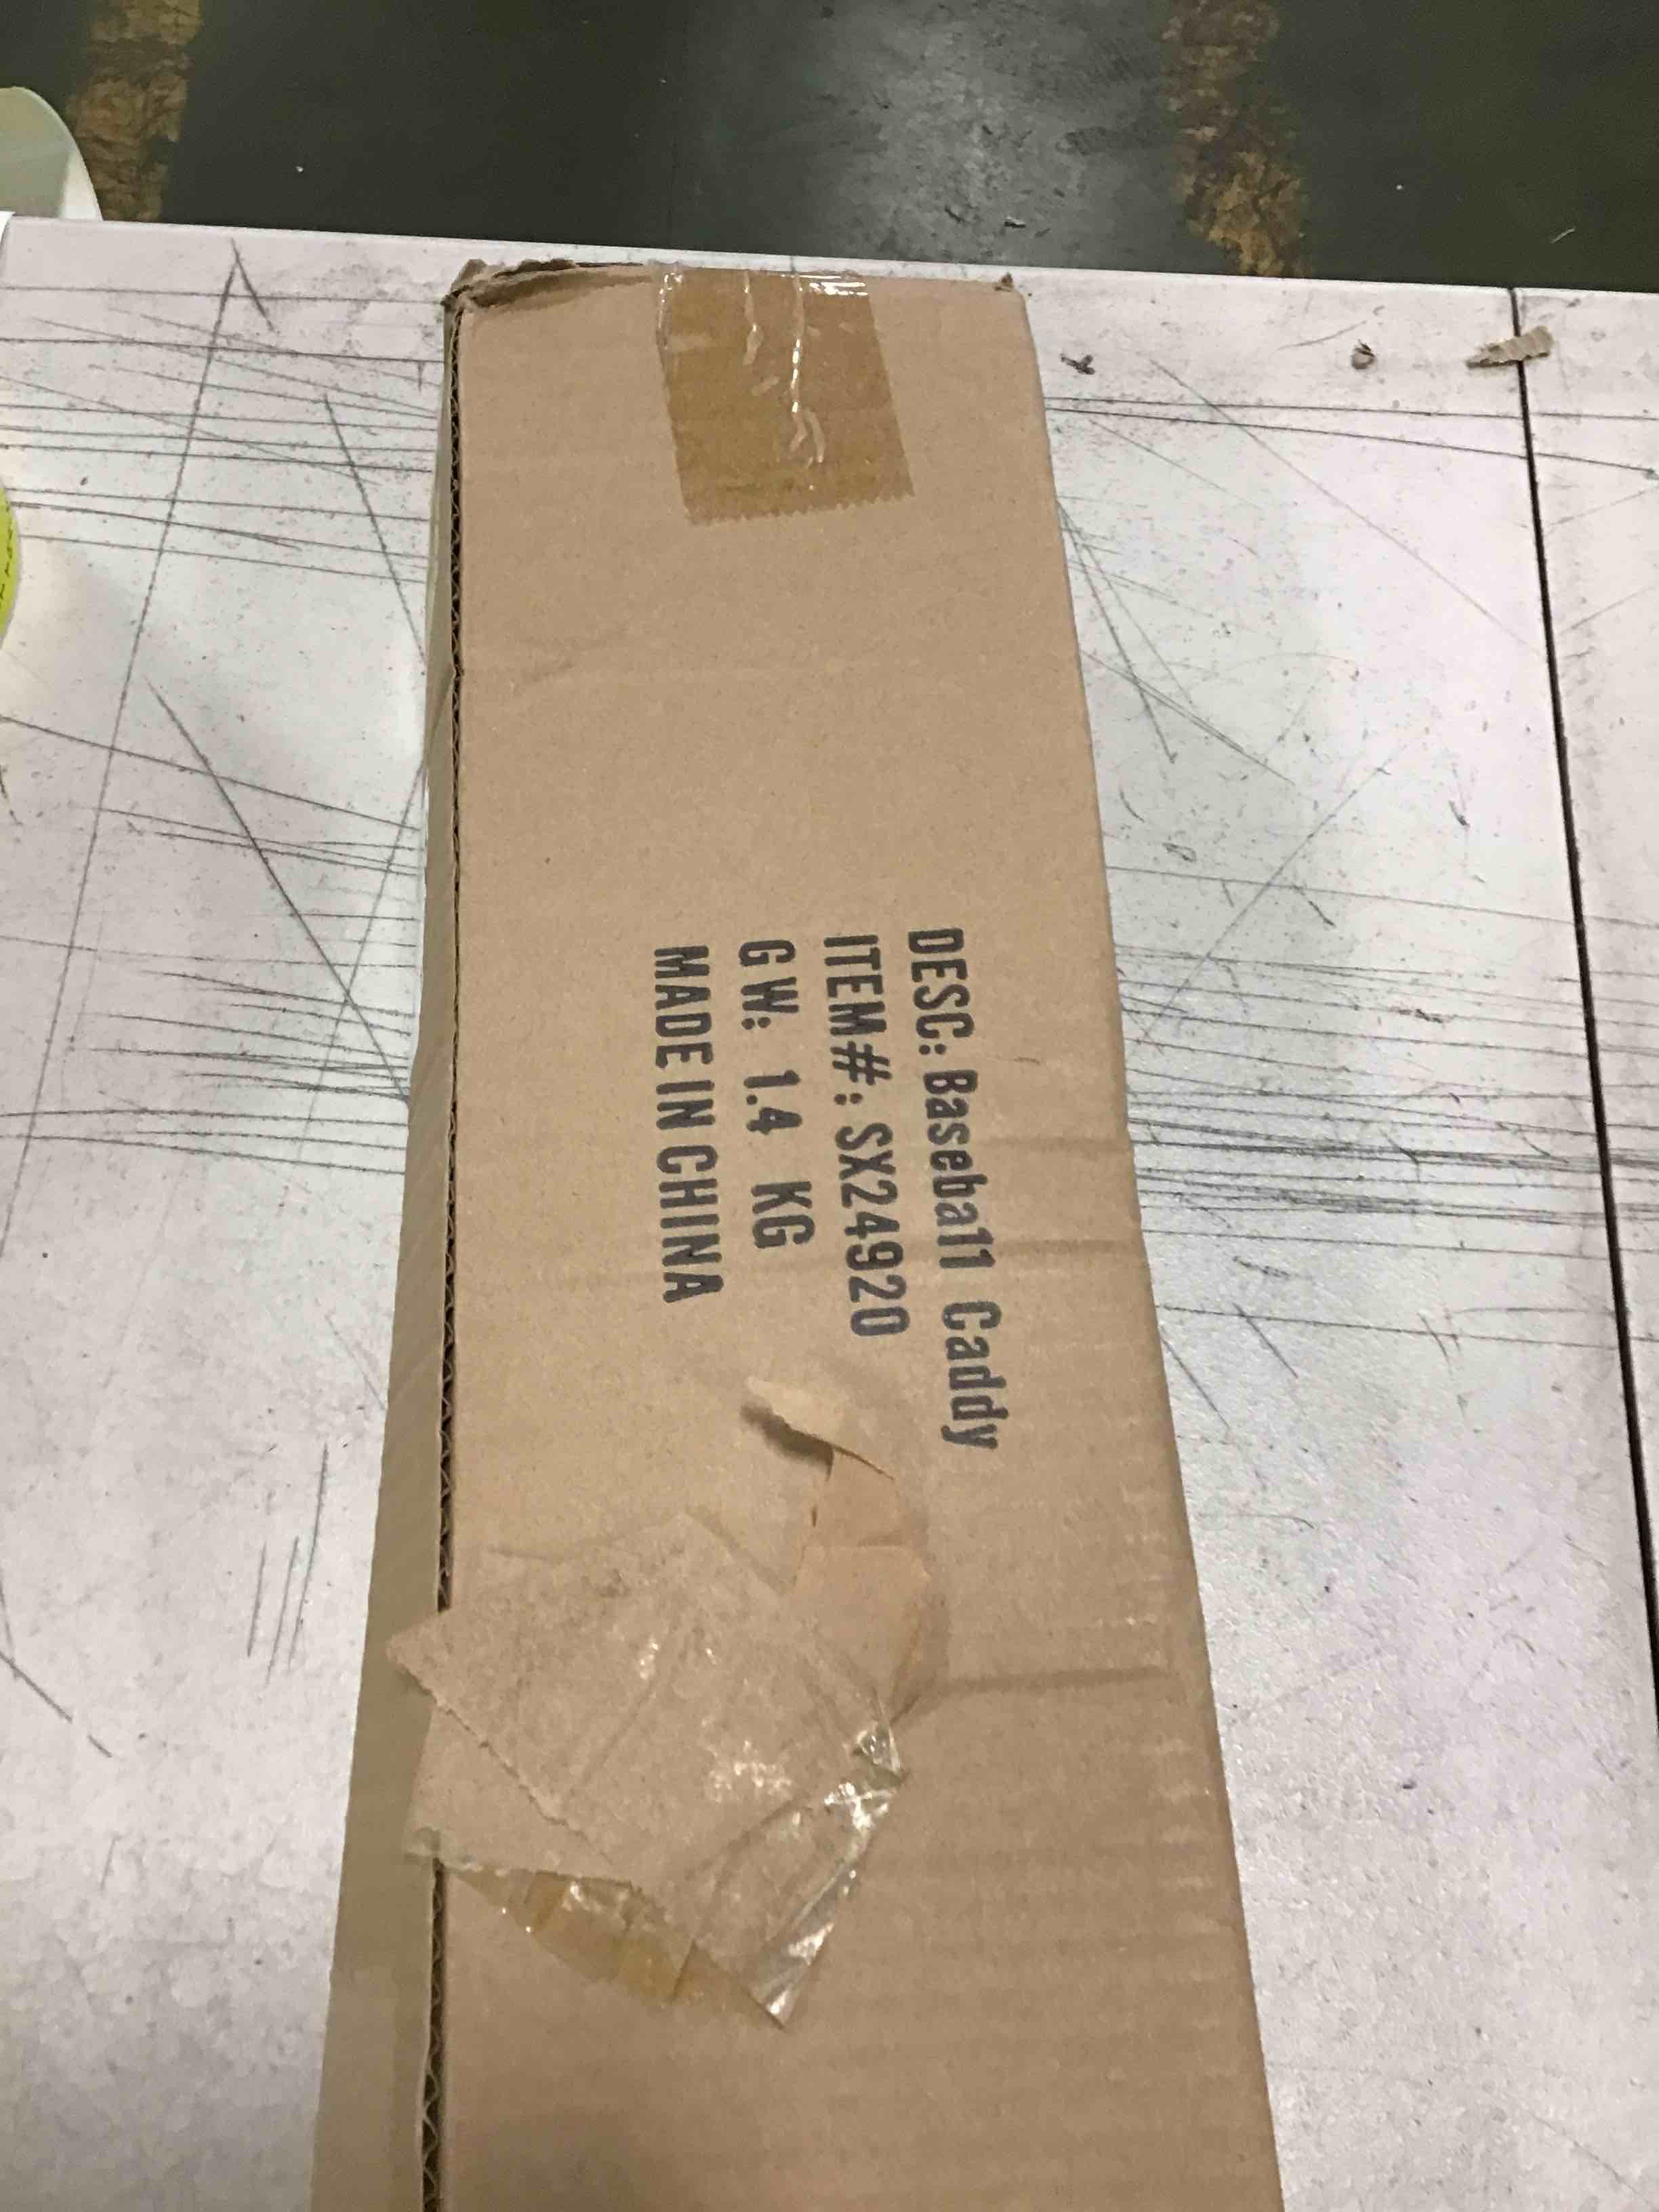 DESC: Baseball Caddy
ITEM#: SX24920
G W: 1.4 KG
MADE IN CHINA